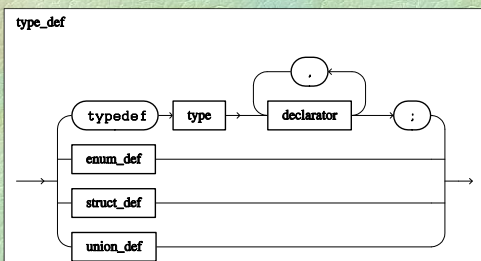 type_def
,
typedef type declarator ;
enum_def
struct_def
union_def